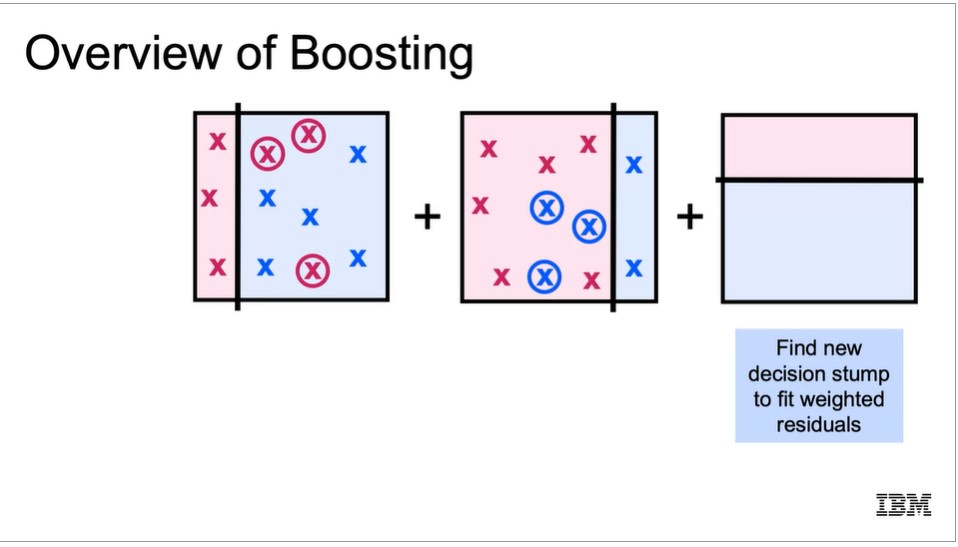 Overview of Boosting
x x x x
x x x
x x x x
+
x x x x
x x x
x x x x
+
Find new
decision stump
to fit weighted
residuals
IBM